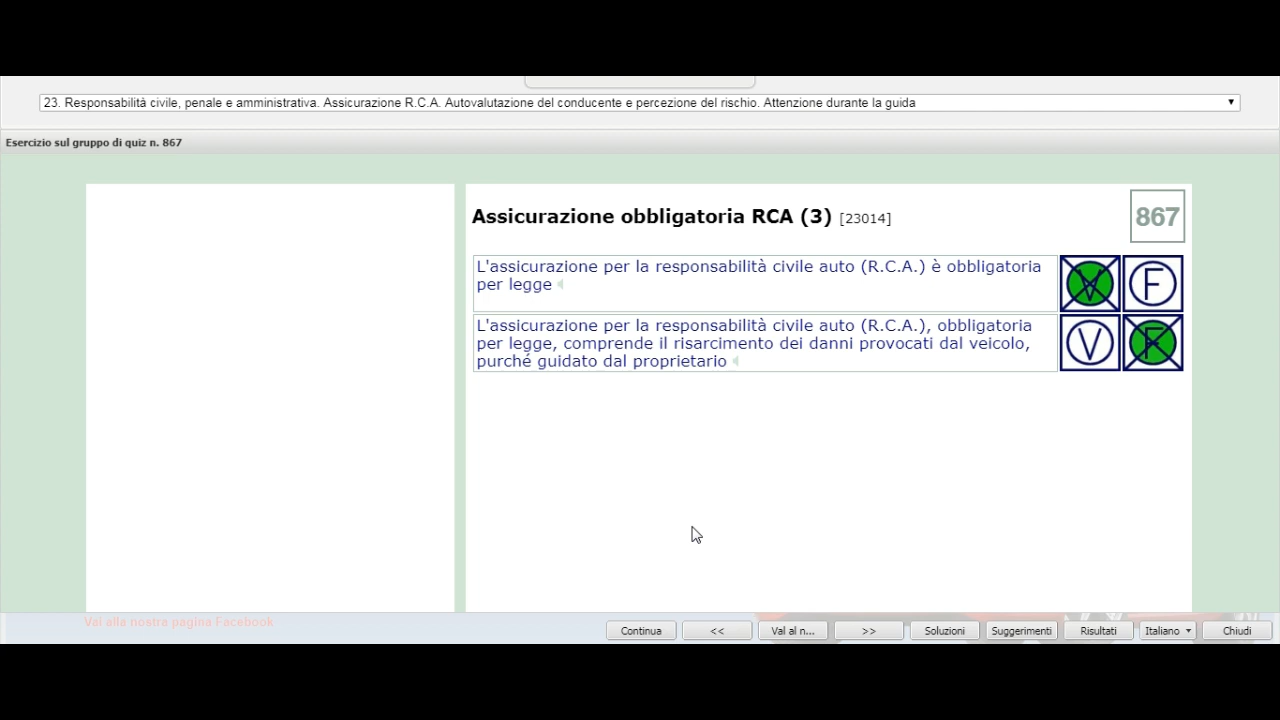 23. Responsabilità civile, penale e amministrativa. Assicurazione R.C.A. Autovalutazione del conducente e percezione del rischio. Attenzione durante la guida
Esercizio sul gruppo di quiz n. 867
Assicurazione obbligatoria RCA (3) [23014]
867
L'assicurazione per la responsabilità civile auto (R.C.A.) è obbligatoria
per legge
V F
L'assicurazione per la responsabilità civile auto (R.C.A.), obbligatoria
per legge, comprende il risarcimento dei danni provocati dal veicolo,
purché guidato dal proprietario
V F
Vai alla nostra pagina Facebook
Continua << Vai al n... >> Soluzioni Suggerimenti Risultati Italiano Chiudi